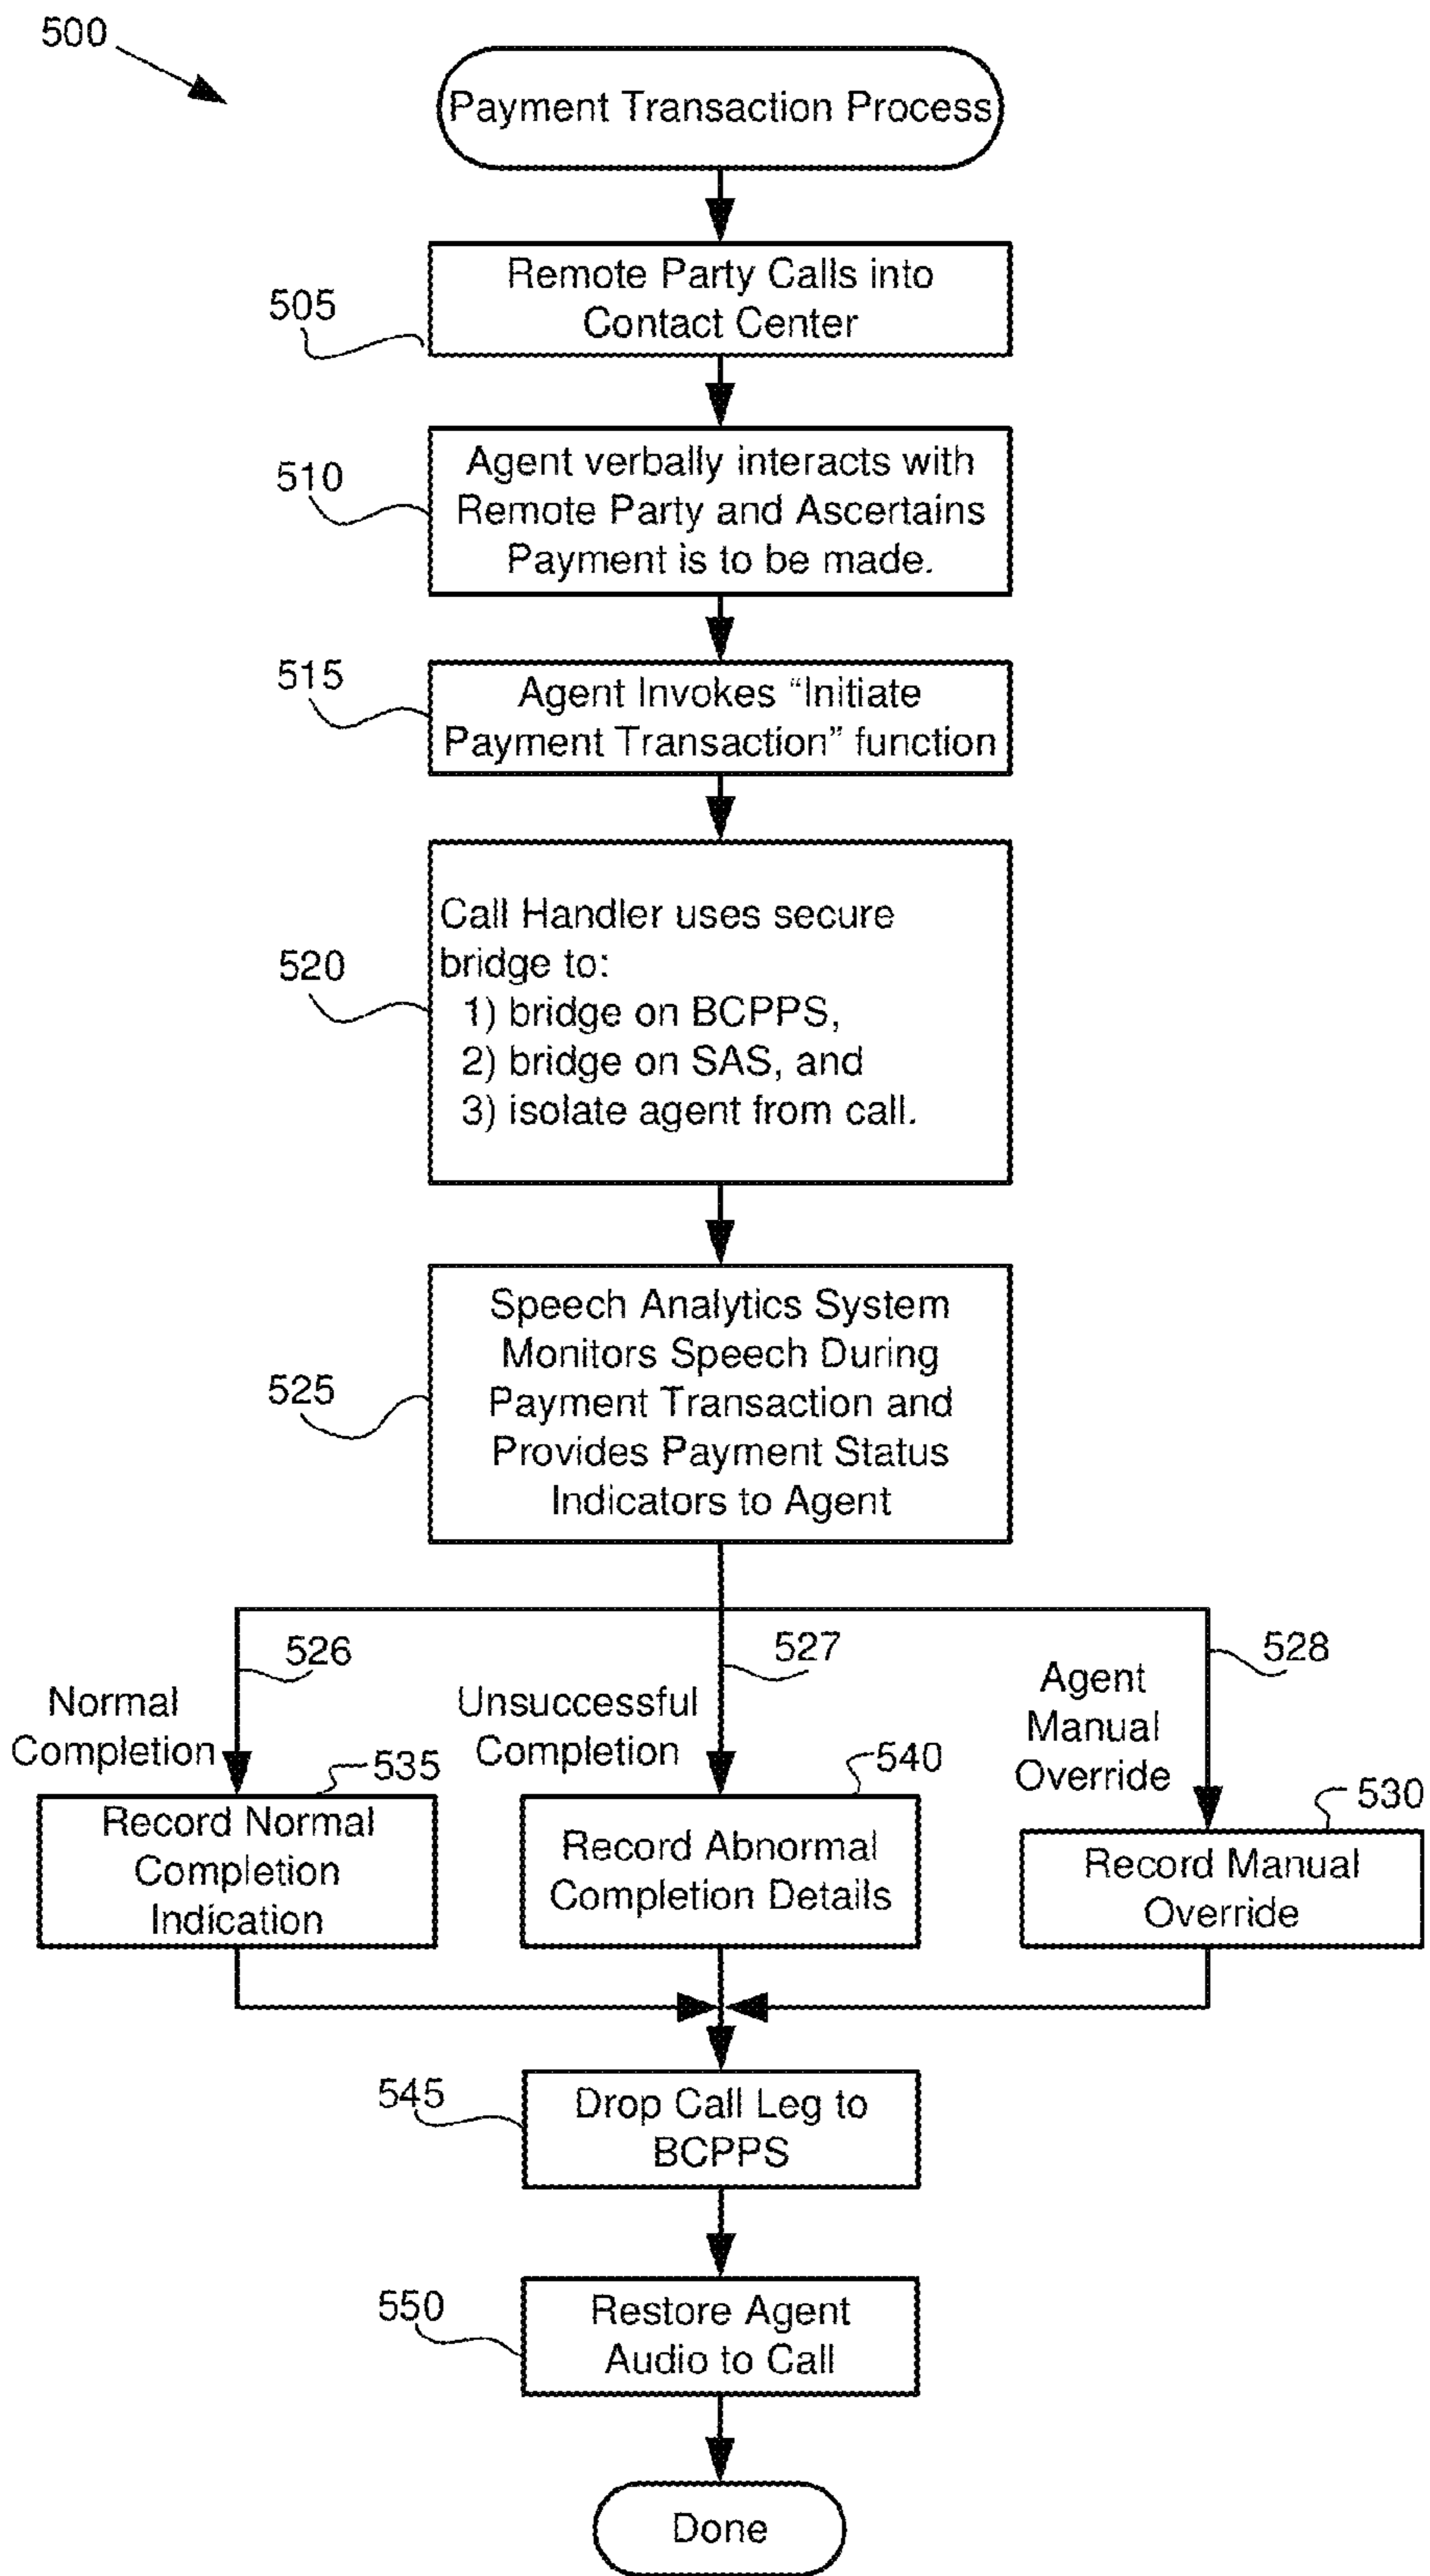 500
Payment Transaction Process
Remote Party Calls into
Contact Center
505
Agent verbally interacts with
Remote Party and Ascertains
Payment is to be made.
510
Agent Invokes “Initiate
Payment Transaction” function
515
Call Handler uses secure
bridge to:
1) bridge on BCPPS,
2) bridge on SAS, and
3) isolate agent from call.
520
Speech Analytics System
Monitors Speech During
Payment Transaction and
Provides Payment Status
Indicators to Agent
525
526
Normal
Completion
527
Unsuccessful
Completion
528
Agent
Manual
Override
535
Record Normal
Completion
Indication
540
Record Abnormal
Completion Details
530
Record Manual
Override
545
Drop Call Leg to
BCPPS
550
Restore Agent
Audio to Call
Done